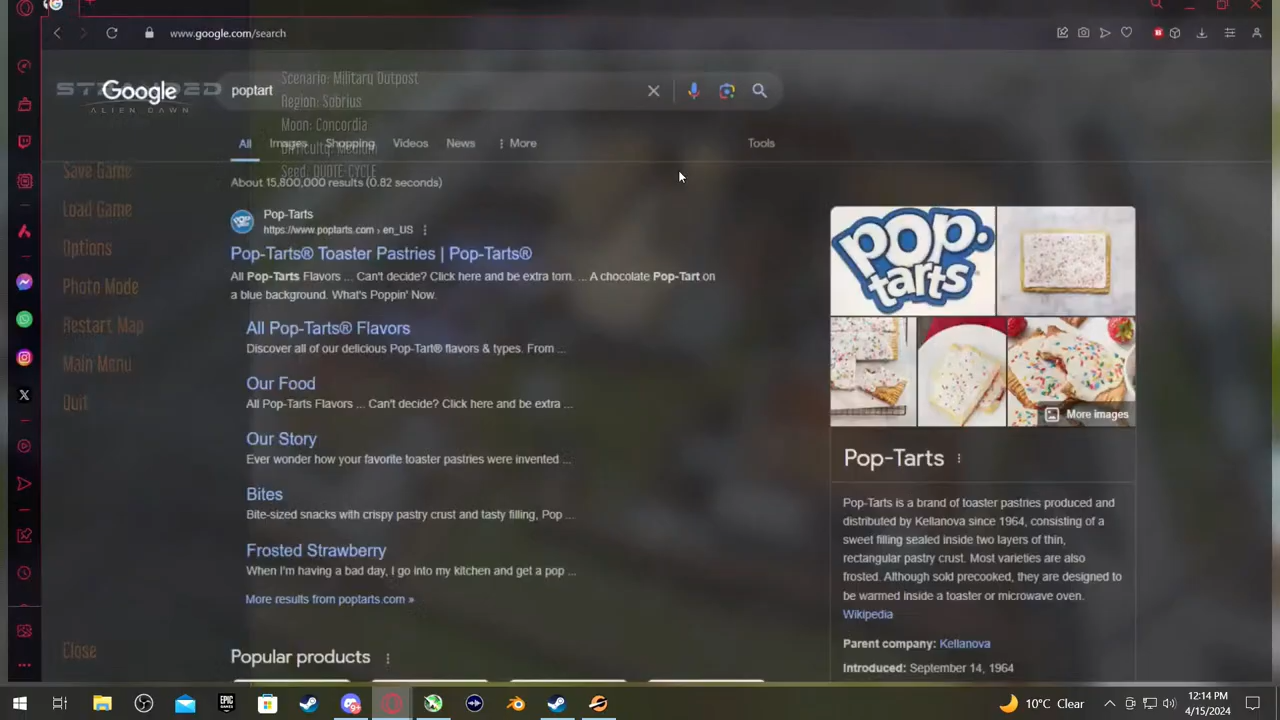 www.google.com/search
STRANDED
ALIEN DAWN
Google
poptart
Scenario: Military Outpost
Region: Sobrius
Moon: Concordia
Difficulty: Medium
Seed: QUOTE CYCLE
All
Images
Shopping
Videos
News
More
Tools
Save Game
Load Game
Options
Photo Mode
Restart Map
Main Menu
Quit
Close
About 15,800,000 results (0.82 seconds)
Pop-Tarts
https://www.poptarts.com › en_US
Pop-Tarts® Toaster Pastries | Pop-Tarts®
All Pop-Tarts Flavors ... Can't decide? Click here and be extra torn. ... A chocolate Pop-Tart on
a blue background. What's Poppin' Now.
All Pop-Tarts® Flavors
Discover all of our delicious Pop-Tart® flavors & types. From ...
Our Food
All Pop-Tarts Flavors ... Can't decide? Click here and be extra ...
Our Story
Ever wonder how your favorite toaster pastries were invented ...
Bites
Bite-sized snacks with crispy pastry crust and tasty filling, Pop ...
Frosted Strawberry
When I'm having a bad day, I go into my kitchen and get a pop ...
More results from poptarts.com »
Popular products
pop.
tarts
More images
Pop-Tarts
Pop-Tarts is a brand of toaster pastries produced and
distributed by Kellanova since 1964, consisting of a
sweet filling sealed inside two layers of thin,
rectangular pastry crust. Most varieties are also
frosted. Although sold precooked, they are designed to
be warmed inside a toaster or microwave oven.
Wikipedia
Parent company: Kellanova
Introduced: September 14, 1964
EPIC
GAMES
10°C Clear
12:14 PM
4/15/2024